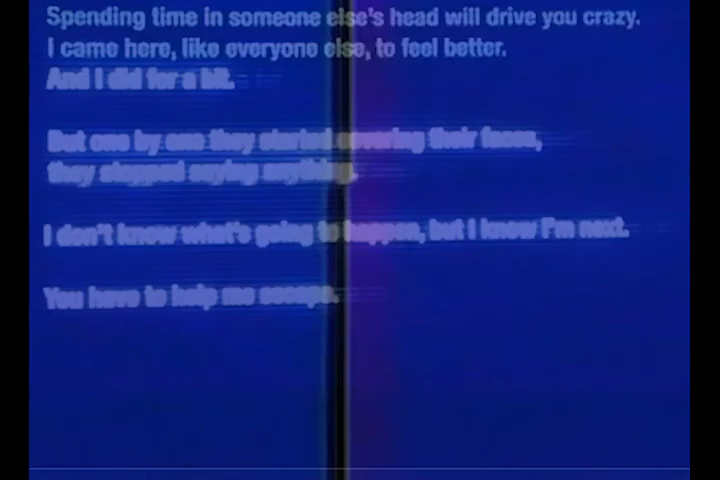 Spending time in someone else's head will drive you crazy.
I came here, like everyone else, to feel better.
And I did for a bit.
But one by one they started covering their faces,
they stopped saying anything.
I don't know what's going to happen, but I know I'm next.
You have to help me escape.